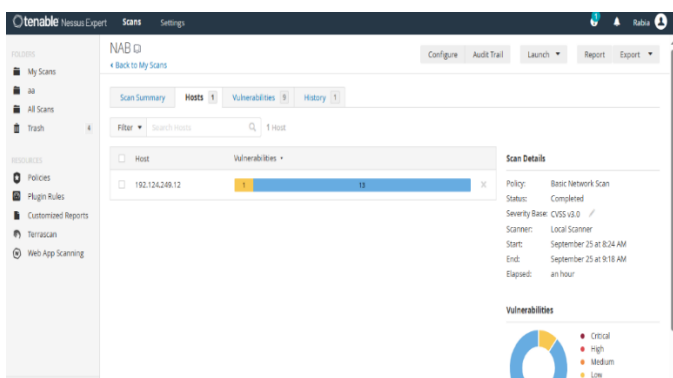 tenable Nessus Expert Scans Settings Rabia
FOLDERS
My Scans
aa
All Scans
Trash 4
RESOURCES
Policies
Plugin Rules
Customized Reports
Terrascan
Web App Scanning
NAB
Configure Audit Trail Launch Report Export
Back to My Scans
Scan Summary Hosts 1 Vulnerabilities 9 History 1
Filter Search Hosts 1 Host
Host Vulnerabilities
192.124.249.12 1 13
Scan Details
Policy: Basic Network Scan
Status: Completed
Severity Base: CVSS v3.0
Scanner: Local Scanner
Start: September 25 at 8:24 AM
End: September 25 at 9:18 AM
Elapsed: an hour
Vulnerabilities
Critical
High
Medium
Low